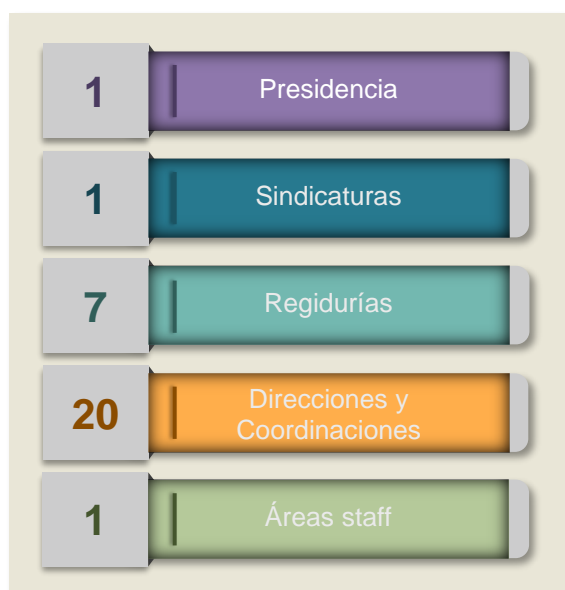 1 Presidencia
1 Sindicaturas
7 Regidurías
20 Direcciones y
Coordinaciones
1 Áreas staff